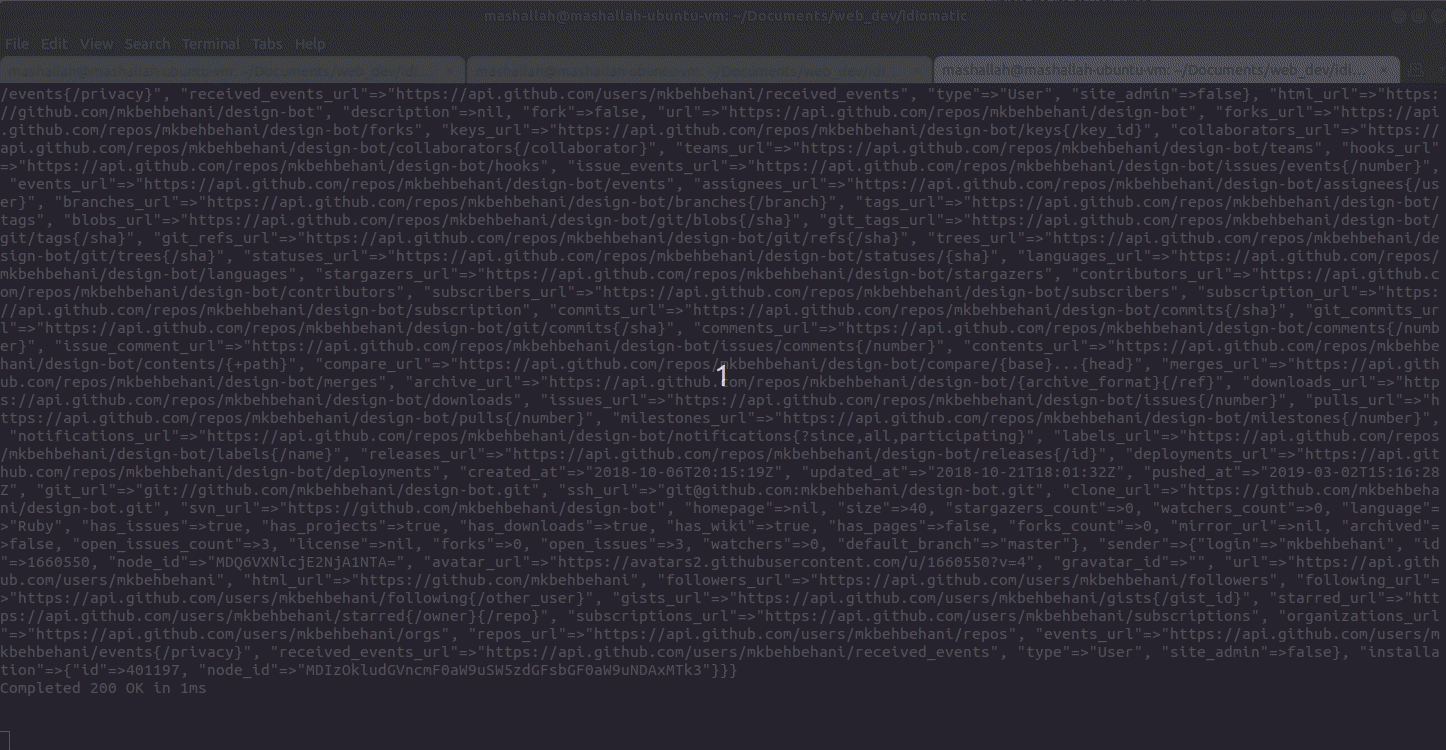 mashallah@mashallah-ubuntu-vm: ~/Documents/web_dev/idiomatic
File Edit View Search Terminal Tabs Help
mashallah@mashallah-ubuntu-vm: ~/Documents/web_dev/idi... × mashallah@mashallah-ubuntu-vm: ~/Documents/web_dev/idi... × mashallah@mashallah-ubuntu-vm: ~/Documents/web_dev/idi... ×
/events{/privacy}", "received_events_url"=>"https://api.github.com/users/mkbehbehani/received_events", "type"=>"User", "site_admin"=>false}, "html_url"=>"https:
//github.com/mkbehbehani/design-bot", "description"=>nil, "fork"=>false, "url"=>"https://api.github.com/repos/mkbehbehani/design-bot", "forks_url"=>"https://api
.github.com/repos/mkbehbehani/design-bot/forks", "keys_url"=>"https://api.github.com/repos/mkbehbehani/design-bot/keys{/key_id}", "collaborators_url"=>"https://
api.github.com/repos/mkbehbehani/design-bot/collaborators{/collaborator}", "teams_url"=>"https://api.github.com/repos/mkbehbehani/design-bot/teams", "hooks_url"
=>"https://api.github.com/repos/mkbehbehani/design-bot/hooks", "issue_events_url"=>"https://api.github.com/repos/mkbehbehani/design-bot/issues/events{/number}",
"events_url"=>"https://api.github.com/repos/mkbehbehani/design-bot/events", "assignees_url"=>"https://api.github.com/repos/mkbehbehani/design-bot/assignees{/us
er}", "branches_url"=>"https://api.github.com/repos/mkbehbehani/design-bot/branches{/branch}", "tags_url"=>"https://api.github.com/repos/mkbehbehani/design-bot/
tags", "blobs_url"=>"https://api.github.com/repos/mkbehbehani/design-bot/git/blobs{/sha}", "git_tags_url"=>"https://api.github.com/repos/mkbehbehani/design-bot/
git/tags{/sha}", "git_refs_url"=>"https://api.github.com/repos/mkbehbehani/design-bot/git/refs{/sha}", "trees_url"=>"https://api.github.com/repos/mkbehbehani/de
sign-bot/git/trees{/sha}", "statuses_url"=>"https://api.github.com/repos/mkbehbehani/design-bot/statuses/{sha}", "languages_url"=>"https://api.github.com/repos/
mkbehbehani/design-bot/languages", "stargazers_url"=>"https://api.github.com/repos/mkbehbehani/design-bot/stargazers", "contributors_url"=>"https://api.github.c
om/repos/mkbehbehani/design-bot/contributors", "subscribers_url"=>"https://api.github.com/repos/mkbehbehani/design-bot/subscribers", "subscription_url"=>"https:
//api.github.com/repos/mkbehbehani/design-bot/subscription", "commits_url"=>"https://api.github.com/repos/mkbehbehani/design-bot/commits{/sha}", "git_commits_ur
l"=>"https://api.github.com/repos/mkbehbehani/design-bot/git/commits{/sha}", "comments_url"=>"https://api.github.com/repos/mkbehbehani/design-bot/comments{/numb
er}", "issue_comment_url"=>"https://api.github.com/repos/mkbehbehani/design-bot/issues/comments{/number}", "contents_url"=>"https://api.github.com/repos/mkbehbe
hani/design-bot/contents/{+path}", "compare_url"=>"https://api.github.com/repos/mkbehbehani/design-bot/compare/{base}...{head}", "merges_url"=>"https://api.gith
ub.com/repos/mkbehbehani/design-bot/merges", "archive_url"=>"https://api.github.com/repos/mkbehbehani/design-bot/{archive_format}{/ref}", "downloads_url"=>"http
s://api.github.com/repos/mkbehbehani/design-bot/downloads", "issues_url"=>"https://api.github.com/repos/mkbehbehani/design-bot/issues{/number}", "pulls_url"=>"h
ttps://api.github.com/repos/mkbehbehani/design-bot/pulls{/number}", "milestones_url"=>"https://api.github.com/repos/mkbehbehani/design-bot/milestones{/number}",
"notifications_url"=>"https://api.github.com/repos/mkbehbehani/design-bot/notifications{?since,all,participating}", "labels_url"=>"https://api.github.com/repos
/mkbehbehani/design-bot/labels{/name}", "releases_url"=>"https://api.github.com/repos/mkbehbehani/design-bot/releases{/id}", "deployments_url"=>"https://api.git
hub.com/repos/mkbehbehani/design-bot/deployments", "created_at"=>"2018-10-06T20:15:19Z", "updated_at"=>"2018-10-21T18:01:32Z", "pushed_at"=>"2019-03-02T15:16:28
Z", "git_url"=>"git://github.com/mkbehbehani/design-bot.git", "ssh_url"=>"git@github.com:mkbehbehani/design-bot.git", "clone_url"=>"https://github.com/mkbehbeha
ni/design-bot.git", "svn_url"=>"https://github.com/mkbehbehani/design-bot", "homepage"=>nil, "size"=>40, "stargazers_count"=>0, "watchers_count"=>0, "language"=
>"Ruby", "has_issues"=>true, "has_projects"=>true, "has_downloads"=>true, "has_wiki"=>true, "has_pages"=>false, "forks_count"=>0, "mirror_url"=>nil, "archived"=
>false, "open_issues_count"=>3, "license"=>nil, "forks"=>0, "open_issues"=>3, "watchers"=>0, "default_branch"=>"master"}, "sender"=>{"login"=>"mkbehbehani", "id
"=>1660550, "node_id"=>"MDQ6VXNlcjE2NjA1NTA=", "avatar_url"=>"https://avatars2.githubusercontent.com/u/1660550?v=4", "gravatar_id"=>"", "url"=>"https://api.gith
ub.com/users/mkbehbehani", "html_url"=>"https://github.com/mkbehbehani", "followers_url"=>"https://api.github.com/users/mkbehbehani/followers", "following_url"=
>"https://api.github.com/users/mkbehbehani/following{/other_user}", "gists_url"=>"https://api.github.com/users/mkbehbehani/gists{/gist_id}", "starred_url"=>"htt
ps://api.github.com/users/mkbehbehani/starred{/owner}{/repo}", "subscriptions_url"=>"https://api.github.com/users/mkbehbehani/subscriptions", "organizations_url
"=>"https://api.github.com/users/mkbehbehani/orgs", "repos_url"=>"https://api.github.com/users/mkbehbehani/repos", "events_url"=>"https://api.github.com/users/m
kbehbehani/events{/privacy}", "received_events_url"=>"https://api.github.com/users/mkbehbehani/received_events", "type"=>"User", "site_admin"=>false}, "installa
tion"=>{"id"=>401197, "node_id"=>"MDIzOkludGVncmF0aW9uSW5zdGFsbGF0aW9uNDAxMTk3"}}}
Completed 200 OK in 1ms
1